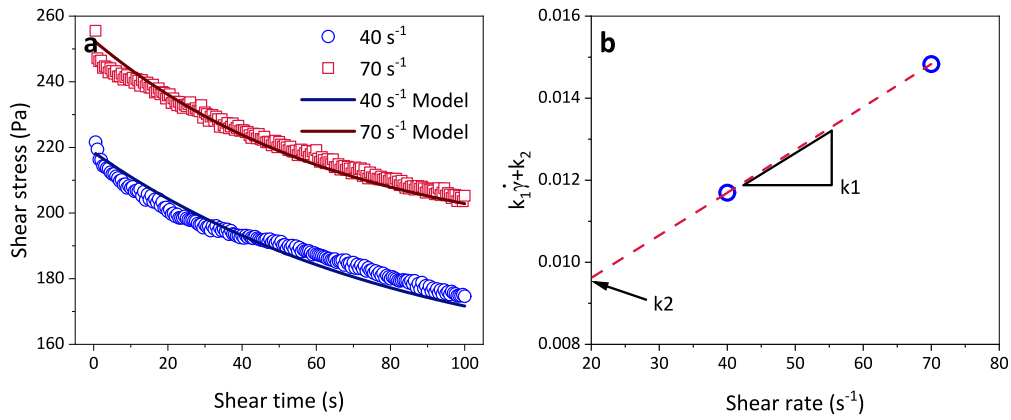 a
40 s⁻¹
70 s⁻¹
40 s⁻¹ Model
70 s⁻¹ Model
260
240
220
200
180
160
0
20
40
60
80
100
Shear stress (Pa)
Shear time (s)
b
0.016
0.014
0.012
0.010
0.008
20
30
40
50
60
70
80
k₁γ̇+k₂
k1
k2
Shear rate (s⁻¹)